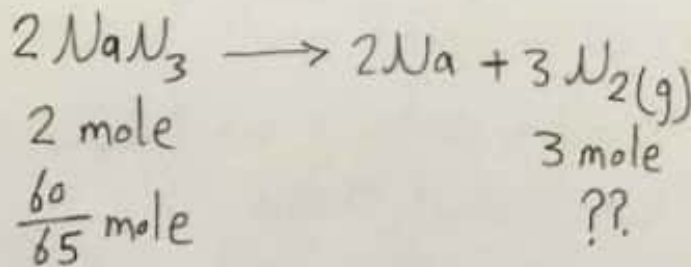 2 NaN₃ ⟶ 2Na + 3 N₂(g)
2 mole 3 mole
60/65 mole ??